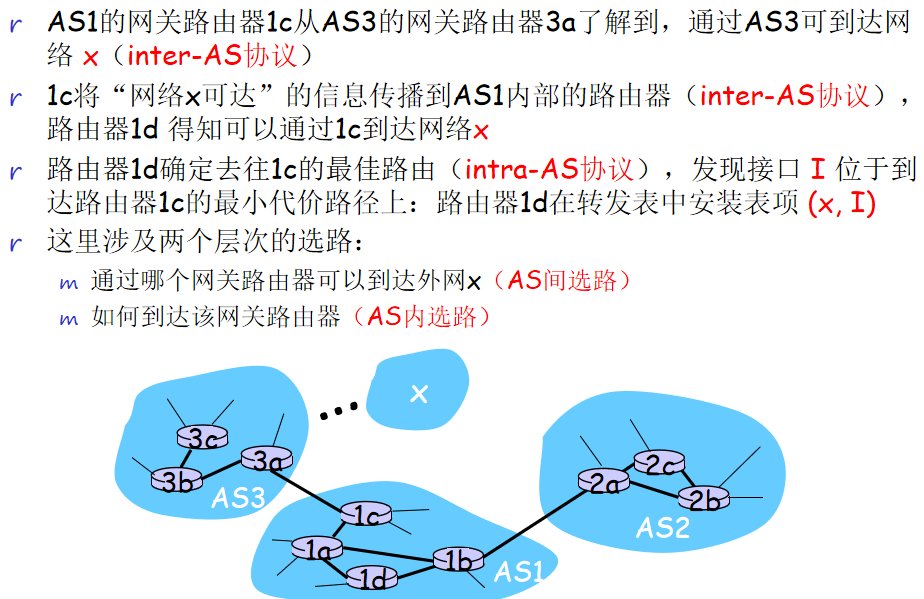 r AS1的网关路由器1c从AS3的网关路由器3a了解到，通过AS3可到达网
络 x（inter-AS协议）
r 1c将“网络x可达”的信息传播到AS1内部的路由器（inter-AS协议），
路由器1d 得知可以通过1c到达网络x
r 路由器1d确定去往1c的最佳路由（intra-AS协议），发现接口 I 位于到
达路由器1c的最小代价路径上：路由器1d在转发表中安装表项 (x, I)
r 这里涉及两个层次的选路：
m 通过哪个网关路由器可以到达外网x（AS间选路）
m 如何到达该网关路由器（AS内选路）
x
3c
3a
3b
AS3
2c
2a
2b
AS2
1c
1a
1b
1d
AS1